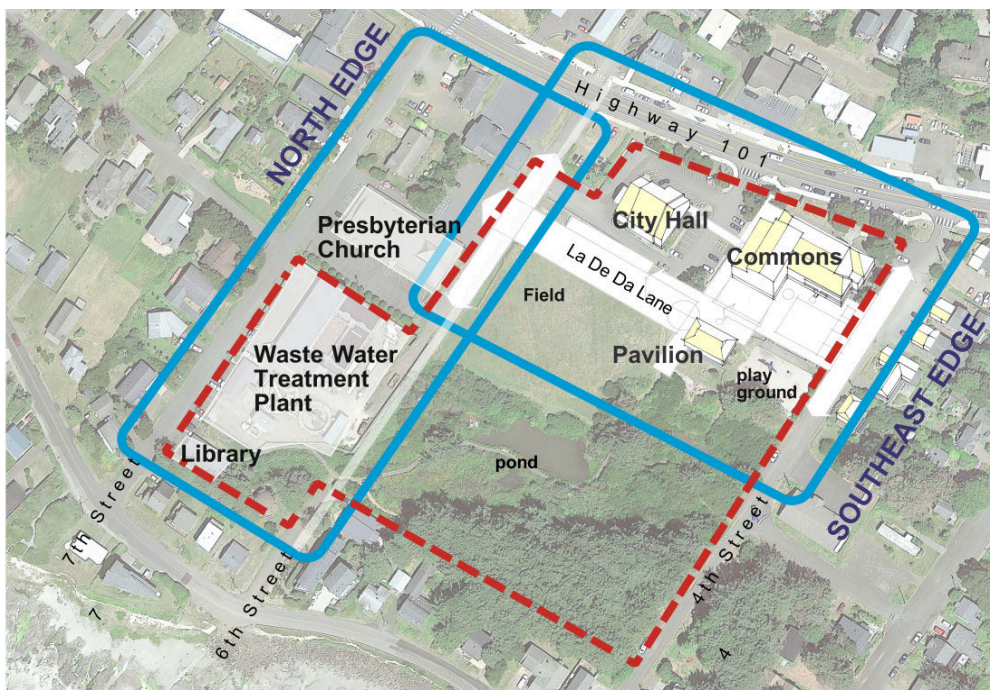 NORTH EDGE
Highway 101
City Hall
Presbyterian
Church
Commons
La De Da Lane
Field
Pavilion
Waste Water
Treatment
Plant
play
ground
Library
pond
SOUTHEAST EDGE
7th Street
7
6th Street
4th Street
4